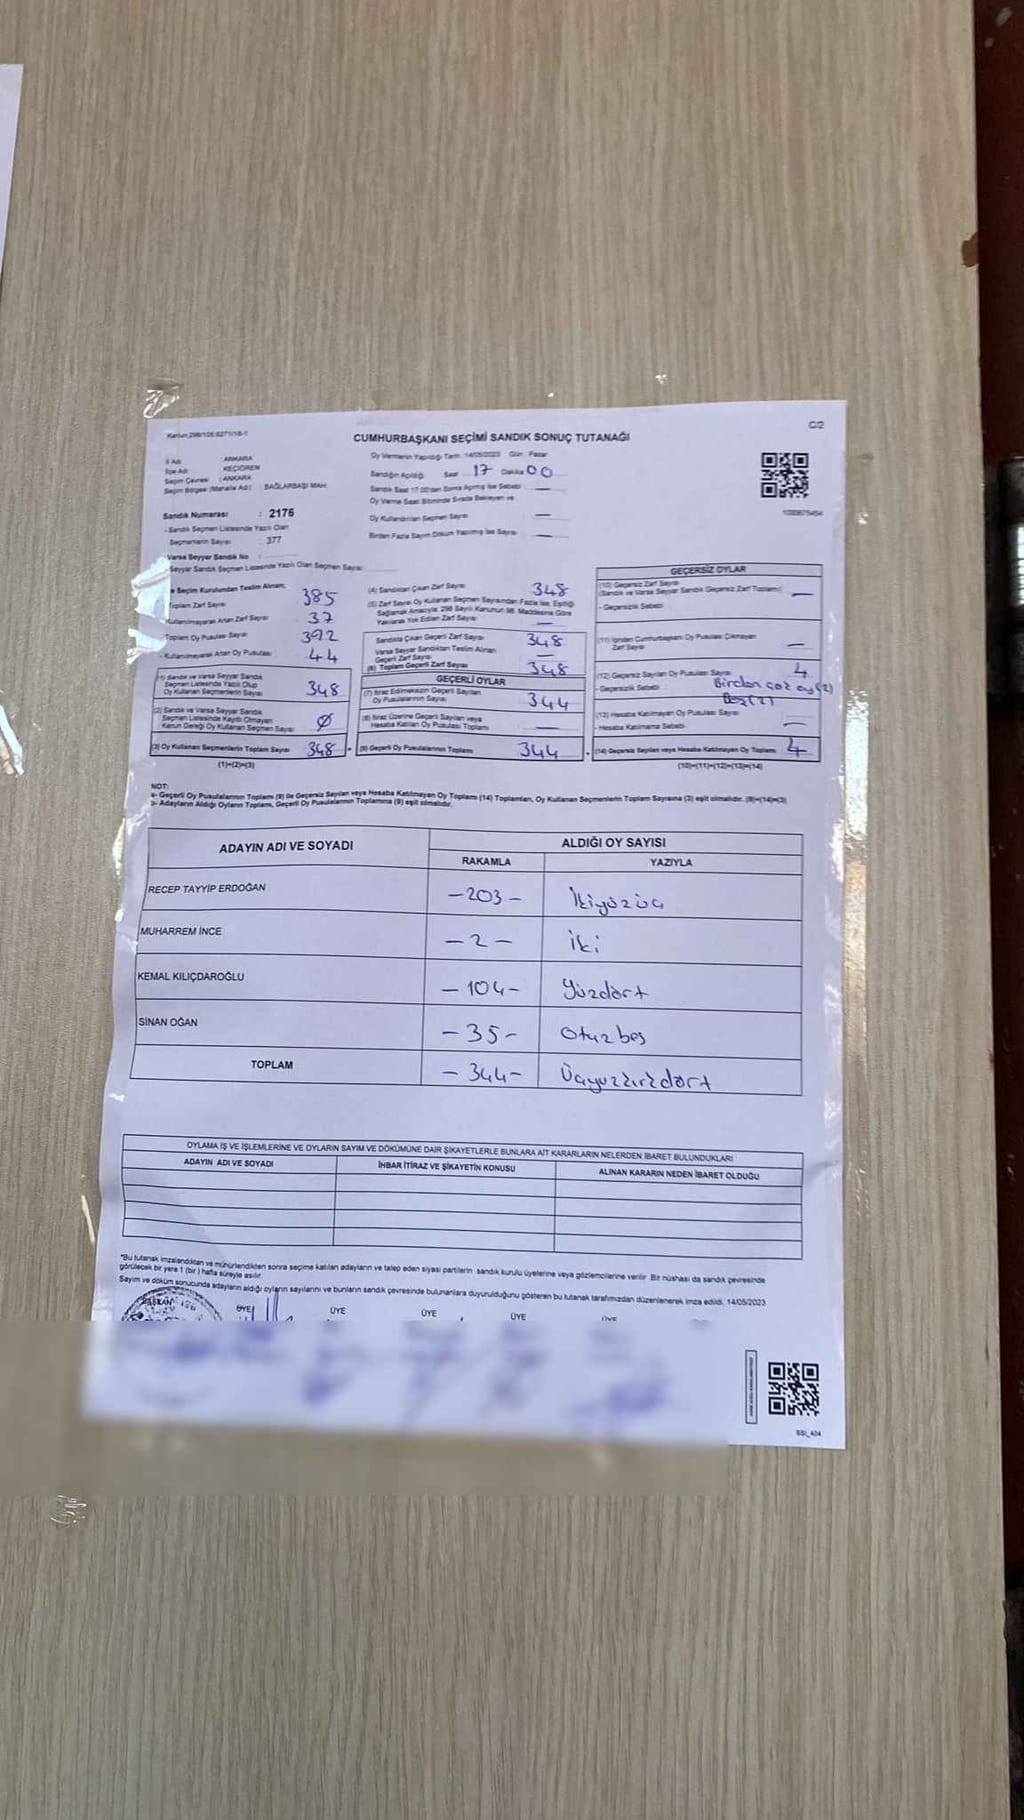 C/2
CUMHURBAŞKANI SEÇİMİ SANDIK SONUÇ TUTANAĞI
İl Adı : ANKARA
İlçe Adı : KEÇİÖREN
Seçim Çevresi : ANKARA
Seçim Bölgesi (Mahalle Adı) : BAĞLARBAŞI MAH.
Sandık Numarası : 2176
- Sandık Seçmen Listesinde Yazılı Olan
Seçmenlerin Sayısı : 377
Varsa Seyyar Sandık No :
Seyyar Sandık Seçmen Listesinde Yazılı Olan Seçmen Sayısı :
Oy Vermenin Yapıldığı Tarih: 14/05/2023 Gün: Pazar
Sandığın Açıldığı Saat 17 Dakika 00
Sandık Saat 17.00'den Sonra Açılmış İse Sebebi : —
Oy Verme Saati Bitiminde Sırada Bekleyen ve
Oy Kullandırılan Seçmen Sayısı : —
Birden Fazla Sayım Döküm Yapılmış İse Sayısı : —
Seçim Kurulundan Teslim Alınan;
Toplam Zarf Sayısı 385
Kullanılmayarak Artan Zarf Sayısı 37
Toplam Oy Pusulası Sayısı 392
- Kullanılmayarak Artan Oy Pusulası 44
(1) Sandık ve Varsa Seyyar Sandık
Seçmen Listesinde Yazılı Olup
Oy Kullanan Seçmenlerin Sayısı 348
(2) Sandık ve Varsa Seyyar Sandık
Seçmen Listesinde Kayıtlı Olmayan
Kanun Gereği Oy Kullanan Seçmen Sayısı Ø
(3) Oy Kullanan Seçmenlerin Toplam Sayısı 348
(1)+(2)=(3)
(4) Sandıktan Çıkan Zarf Sayısı 348
(5) Zarf Sayısı Oy Kullanan Seçmen Sayısından Fazla İse, Eşitliği
Sağlamak Amacıyla; 298 Sayılı Kanunun 98. Maddesine Göre
Yakılarak Yok Edilen Zarf Sayısı —
Sandıkta Çıkan Geçerli Zarf Sayısı 348
Varsa Seyyar Sandıktan Teslim Alınan
Geçerli Zarf Sayısı —
(6) Toplam Geçerli Zarf Sayısı 348
GEÇERLİ OYLAR
(7) İtiraz Edilmeksizin Geçerli Sayılan
Oy Pusulalarının Sayısı 344
(8) İtiraz Üzerine Geçerli Sayılan veya
Hesaba Katılan Oy Pusulaları Toplamı —
(9) Geçerli Oy Pusulalarının Toplamı 344
GEÇERSİZ OYLAR
(10) Geçersiz Zarf Sayısı
(Sandık ve Varsa Seyyar Sandık Geçersiz Zarf Toplamı) —
- Geçersizlik Sebebi
(11) İçinden Cumhurbaşkanı Oy Pusulası Çıkmayan
Zarf Sayısı —
(12) Geçersiz Sayılan Oy Pusulası Sayısı 4
- Geçersizlik Sebebi Birden çok oy (2)
Boş (2)
(13) Hesaba Katılmayan Oy Pusulası Sayısı —
- Hesaba Katılmama Sebebi
(14) Geçersiz Sayılan veya Hesaba Katılmayan Oy Toplamı 4
(10)+(11)+(12)+(13)=(14)
NOT:
a- Geçerli Oy Pusulalarının Toplamı (9) ile Geçersiz Sayılan veya Hesaba Katılmayan Oy Toplamı (14) Toplamları, Oy Kullanan Seçmenlerin Toplam Sayısına (3) eşit olmalıdır. (9)+(14)=(3)
b- Adayların Aldığı Oyların Toplamı, Geçerli Oy Pusulalarının Toplamına (9) eşit olmalıdır.
ADAYIN ADI VE SOYADI ALDIĞI OY SAYISI
RAKAMLA YAZIYLA
RECEP TAYYİP ERDOĞAN -203- İkiyüzüç
MUHARREM İNCE -2- iki
KEMAL KILIÇDAROĞLU -104- yüzdört
SİNAN OĞAN -35- Otuzbeş
TOPLAM -344- Üçyüzkırkdört
OYLAMA İŞ VE İŞLEMLERİNE VE OYLARIN SAYIM VE DÖKÜMÜNE DAİR ŞİKAYETLERLE BUNLARA AİT KARARLARIN NELERDEN İBARET BULUNDUKLARI
ADAYIN ADI VE SOYADI İHBAR İTİRAZ VE ŞİKAYETİN KONUSU ALINAN KARARIN NEDEN İBARET OLDUĞU
*Bu tutanak imzalandıktan ve mühürlendikten sonra seçime katılan adayların ve talep eden siyasi partilerin sandık kurulu üyelerine veya gözlemcilerine verilir. Bir nüshası da sandık çevresinde
görülecek bir yere 1 (bir) hafta süreyle asılır.
Sayım ve döküm sonucunda adayların aldığı oyların sayılarını ve bunların sandık çevresinde bulunanlara duyurulduğunu gösteren bu tutanak tarafımızdan düzenlenerek imza edildi. 14/05/2023
BAŞKAN ÜYE ÜYE ÜYE ÜYE ÜYE